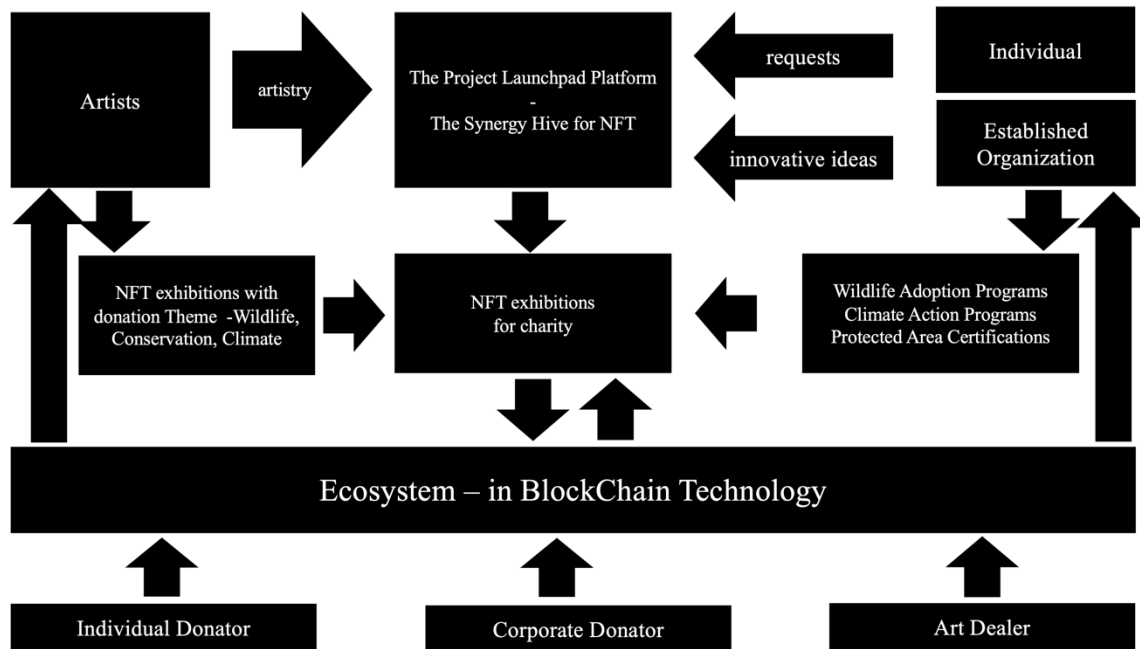 Artists
artistry
The Project Launchpad Platform
-
The Synergy Hive for NFT
requests
innovative ideas
Individual
Established
Organization
NFT exhibitions with
donation Theme -Wildlife,
Conservation, Climate
NFT exhibitions
for charity
Wildlife Adoption Programs
Climate Action Programs
Protected Area Certifications
Ecosystem – in BlockChain Technology
Individual Donator
Corporate Donator
Art Dealer